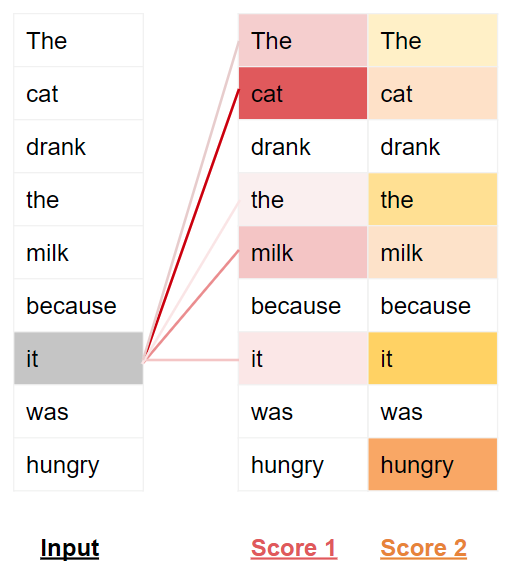 The The The
cat cat cat
drank drank drank
the the the
milk milk milk
because because because
it it it
was was was
hungry hungry hungry
Input Score 1 Score 2